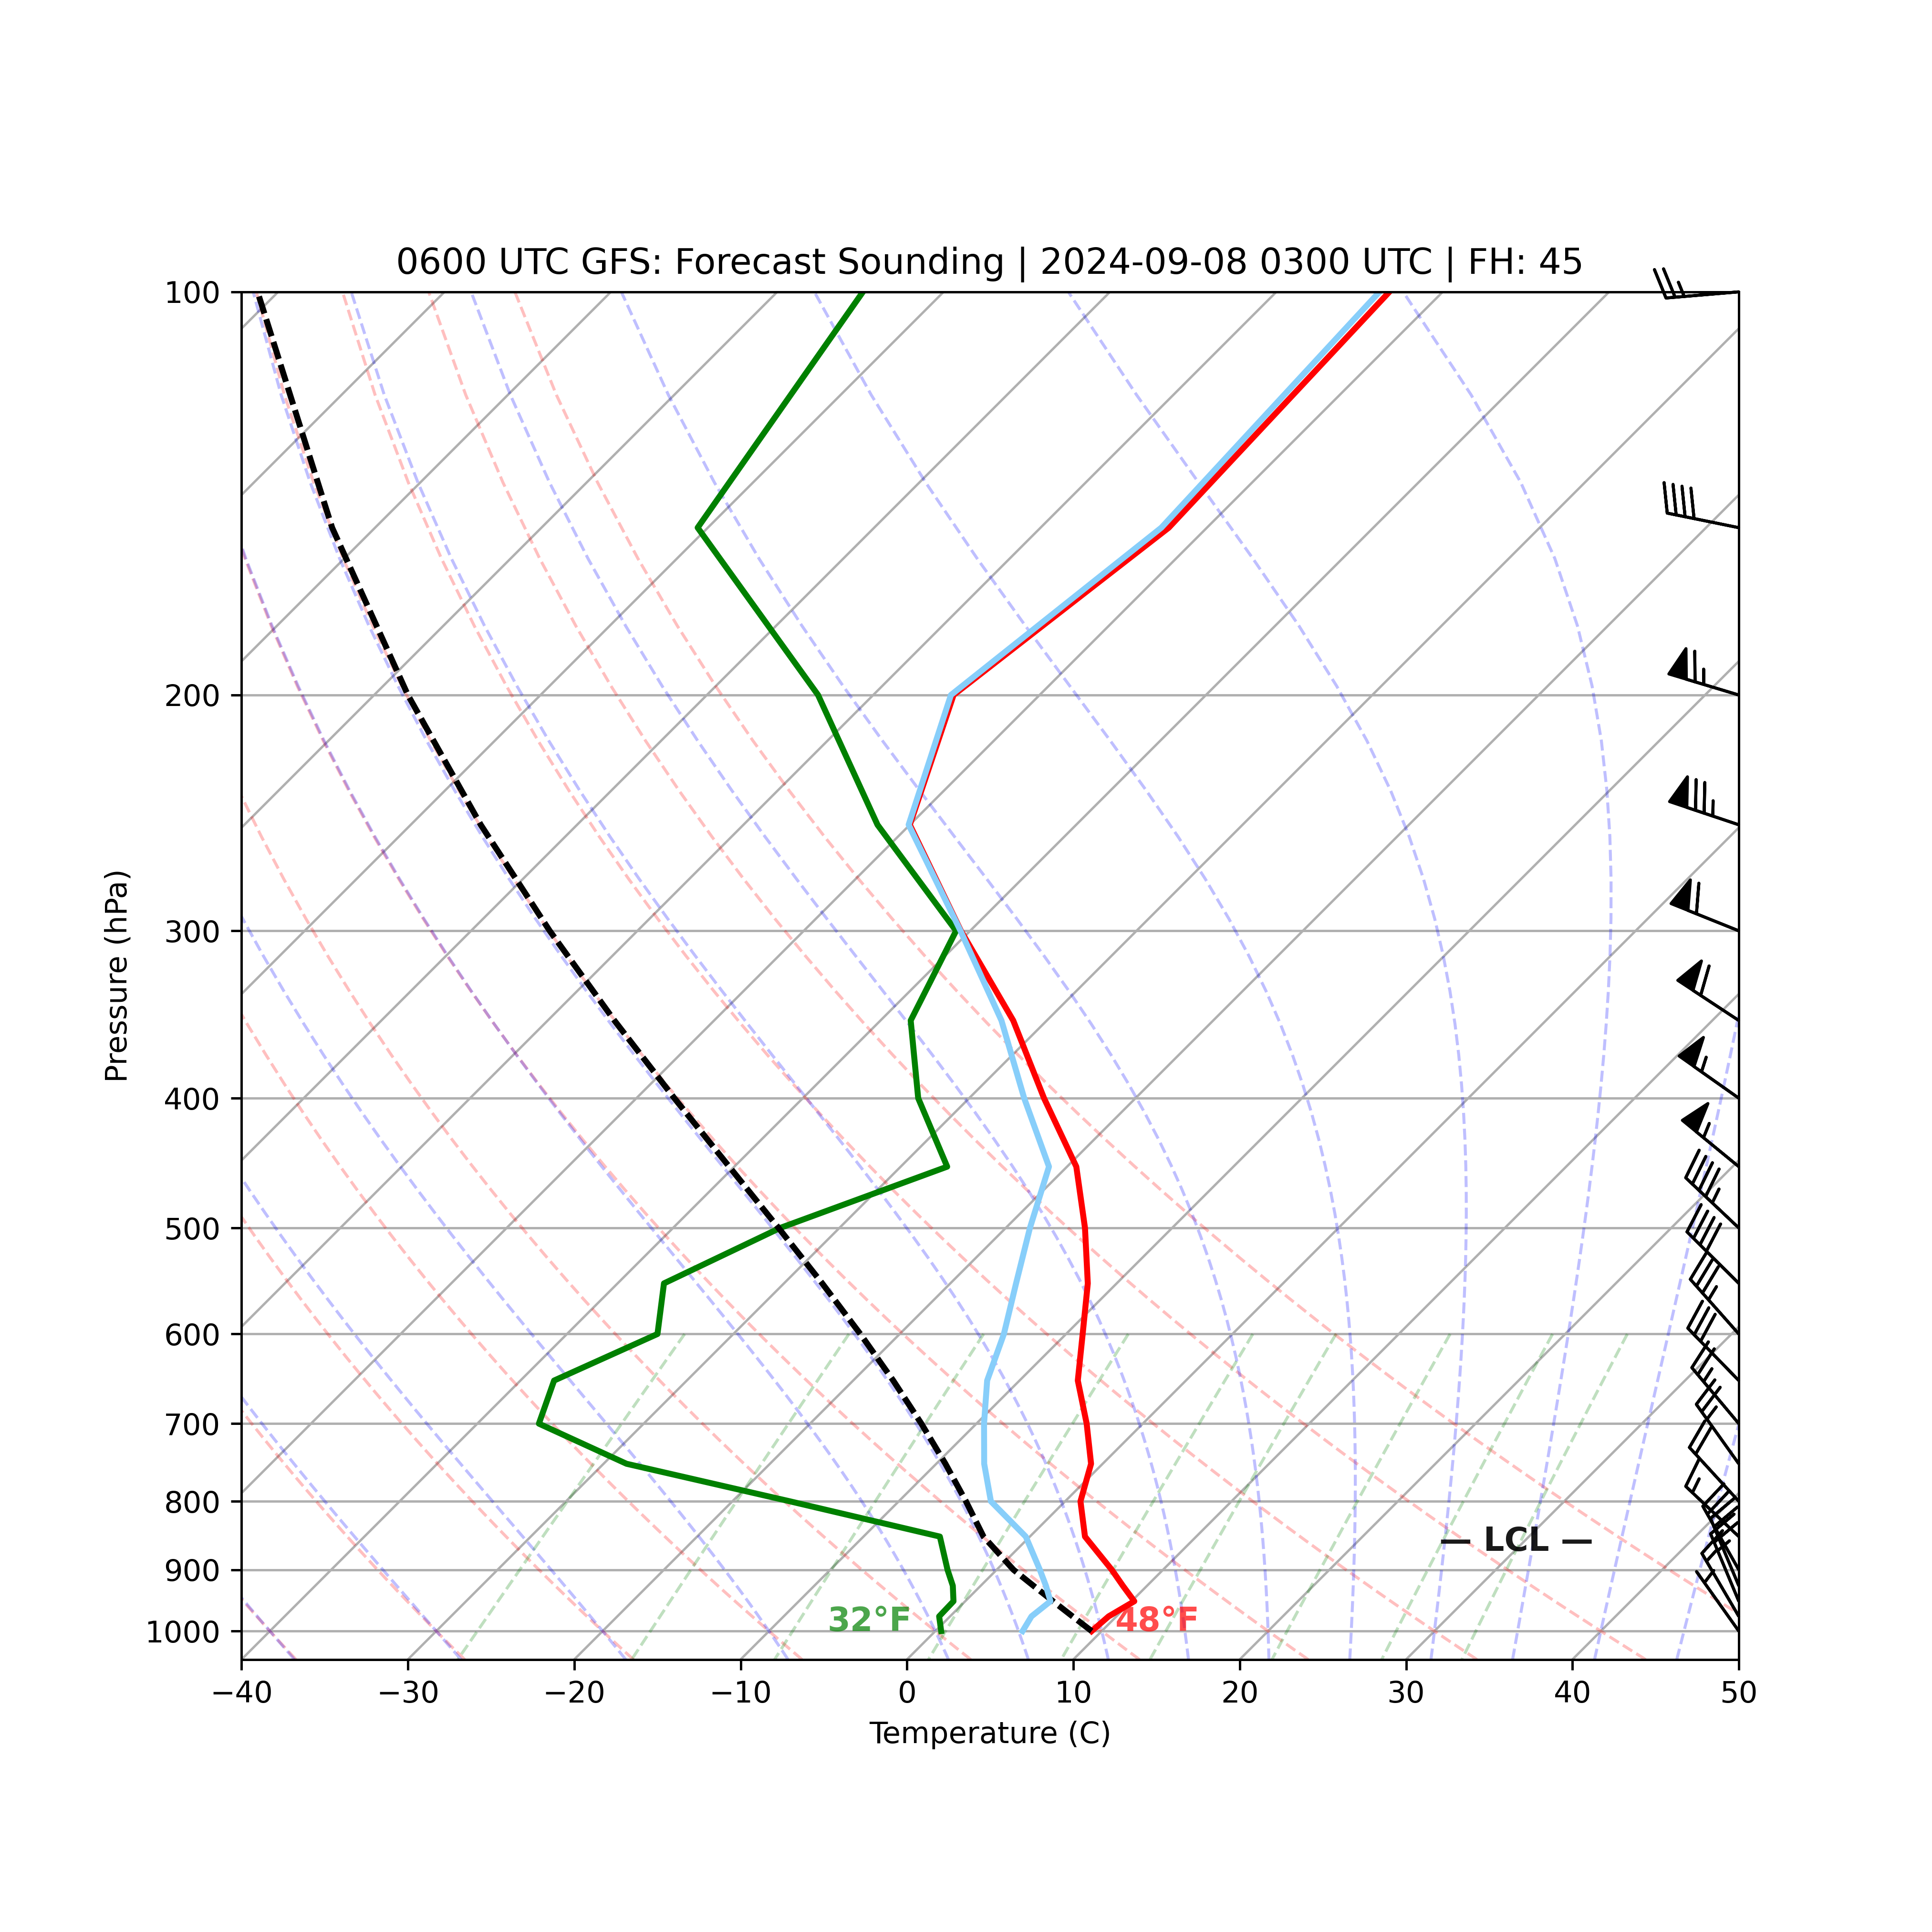 0600 UTC GFS: Forecast Sounding | 2024-09-08 0300 UTC | FH: 45
100
200
300
400
500
600
700
800
900
1000
Pressure (hPa)
— LCL —
32°F
48°F
−40 −30 −20 −10 0 10 20 30 40 50
Temperature (C)